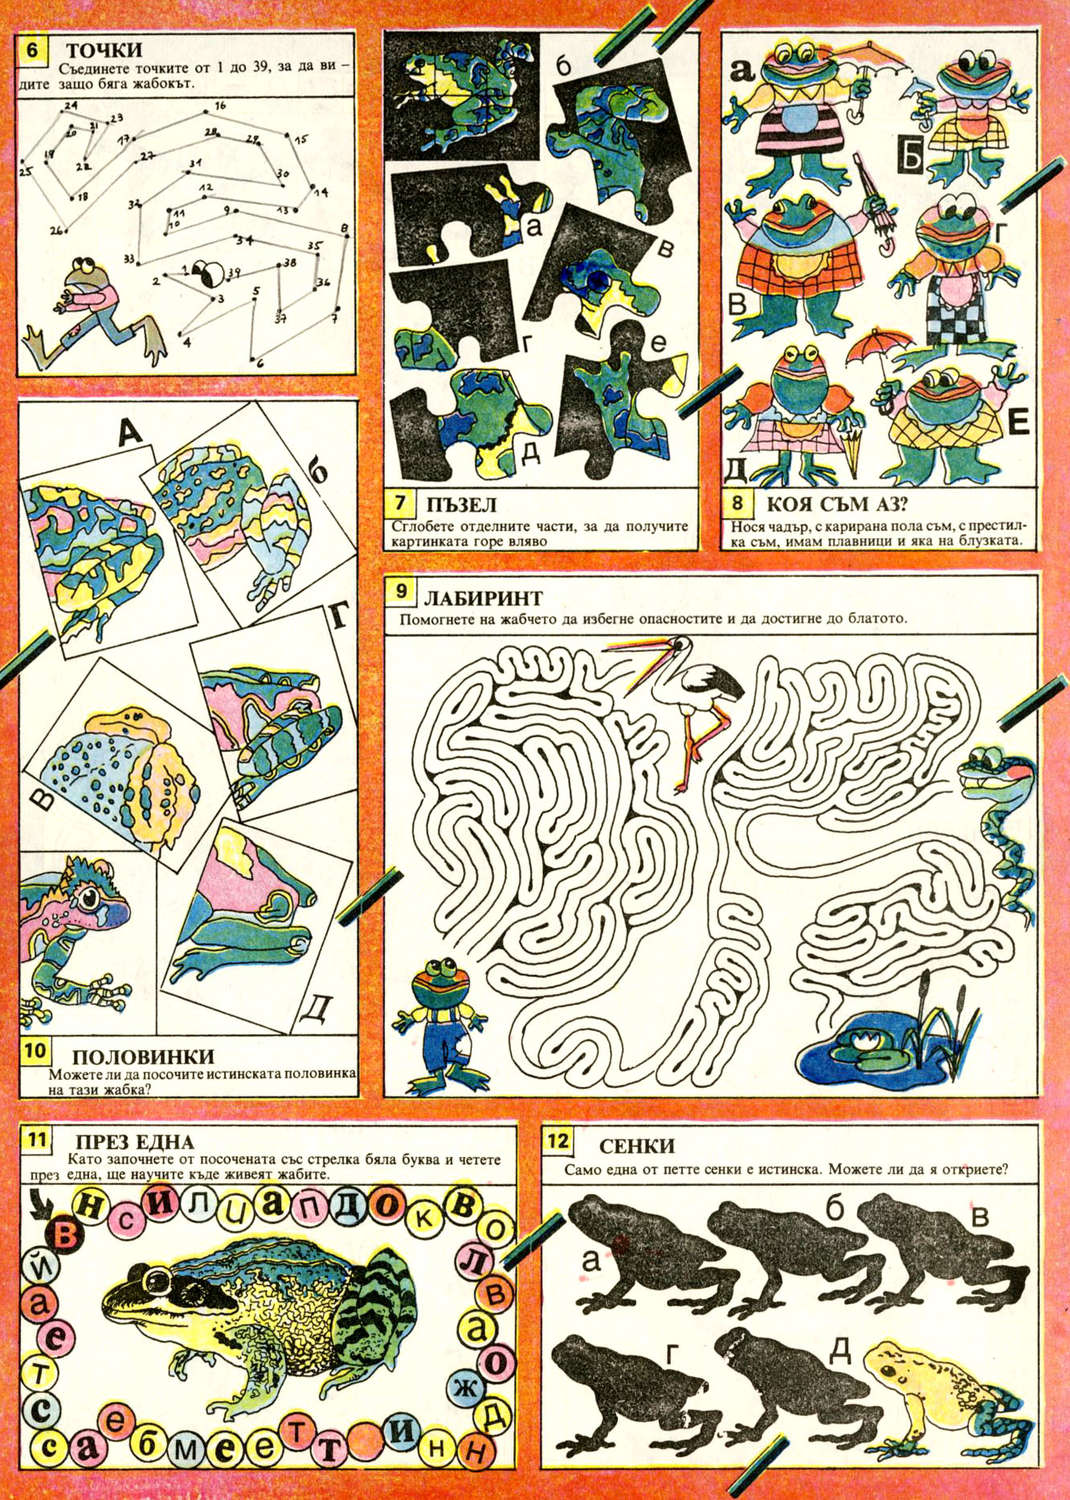 6 ТОЧКИ
Съединете точките от 1 до 39, за да ви –
дите защо бяга жабокът.
24
23
16
20
21
17
28
29
15
19
22
27
25
31
30
18
12
14
32
11
9
13
10
26
8
34
35
33
38
2
1
39
36
3
5
37
7
4
6
б
а
в
г
е
д
7 ПЪЗЕЛ
Сглобете отделните части, за да получите
картинката горе вляво
а
Б
В
Г
Д
Е
8 КОЯ СЪМ АЗ?
Нося чадър, с карирана пола съм, с престил-
ка съм, имам плавници и яка на блузката.
9 ЛАБИРИНТ
Помогнете на жабчето да избегне опасностите и да достигне до блатото.
А
б
Г
В
Д
10 ПОЛОВИНКИ
Можете ли да посочите истинската половинка
на тази жабка?
11 ПРЕЗ ЕДНА
Като започнете от посочената със стрелка бяла буква и четете
през една, ще научите къде живеят жабите.
В н с и л и ц и а п д о к в о
л в а о ж д н
н и т т е е м б е а с
с т е а й
12 СЕНКИ
Само една от петте сенки е истинска. Можете ли да я откриете?
а
б
в
г
д